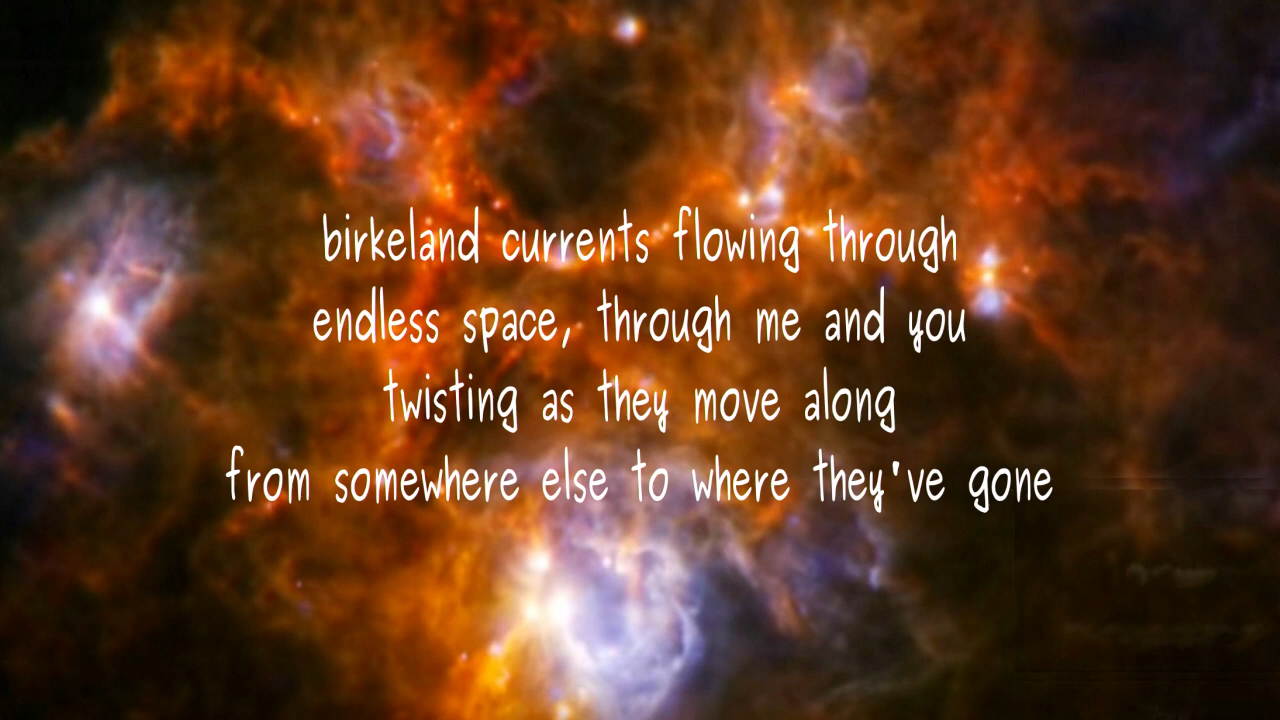 birkeland currents flowing through
endless space, through me and you
twisting as they move along
from somewhere else to where they've gone